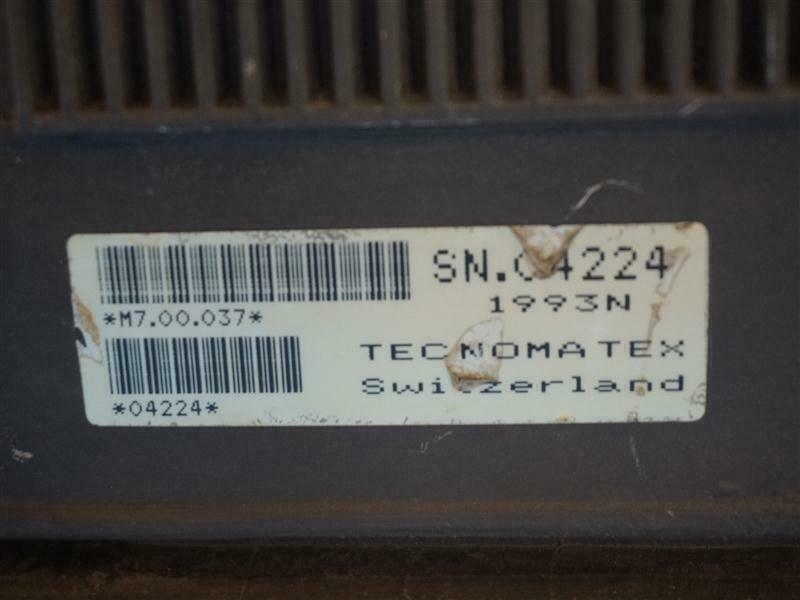 *M7.00.037*
*04224*
SN.04224
1993N
TECNOMATEX
Switzerland